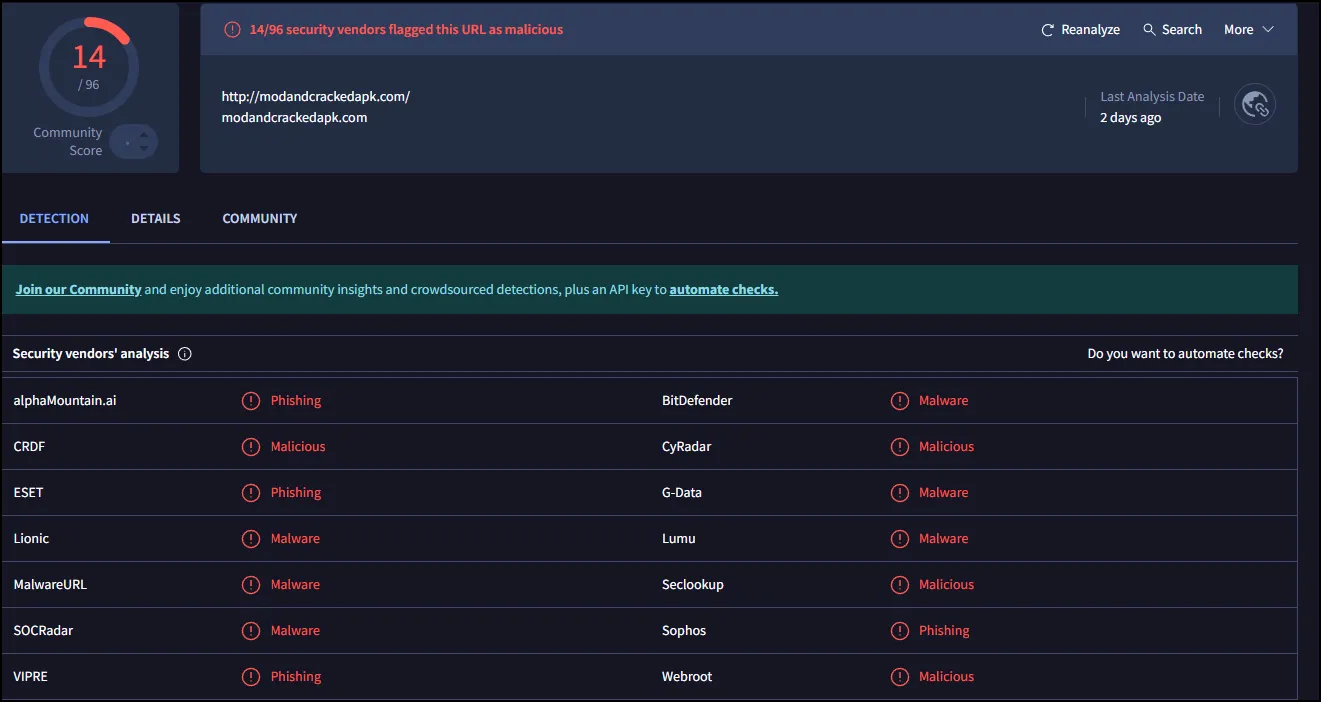 14
/ 96
Community
Score
14/96 security vendors flagged this URL as malicious
Reanalyze Search More
http://modandcrackedapk.com/
modandcrackedapk.com
Last Analysis Date
2 days ago
DETECTION DETAILS COMMUNITY
Join our Community and enjoy additional community insights and crowdsourced detections, plus an API key to automate checks.
Security vendors' analysis Do you want to automate checks?
alphaMountain.ai Phishing BitDefender Malware
CRDF Malicious CyRadar Malicious
ESET Phishing G-Data Malware
Lionic Malware Lumu Malware
MalwareURL Malware Seclookup Malicious
SOCRadar Malware Sophos Phishing
VIPRE Phishing Webroot Malicious